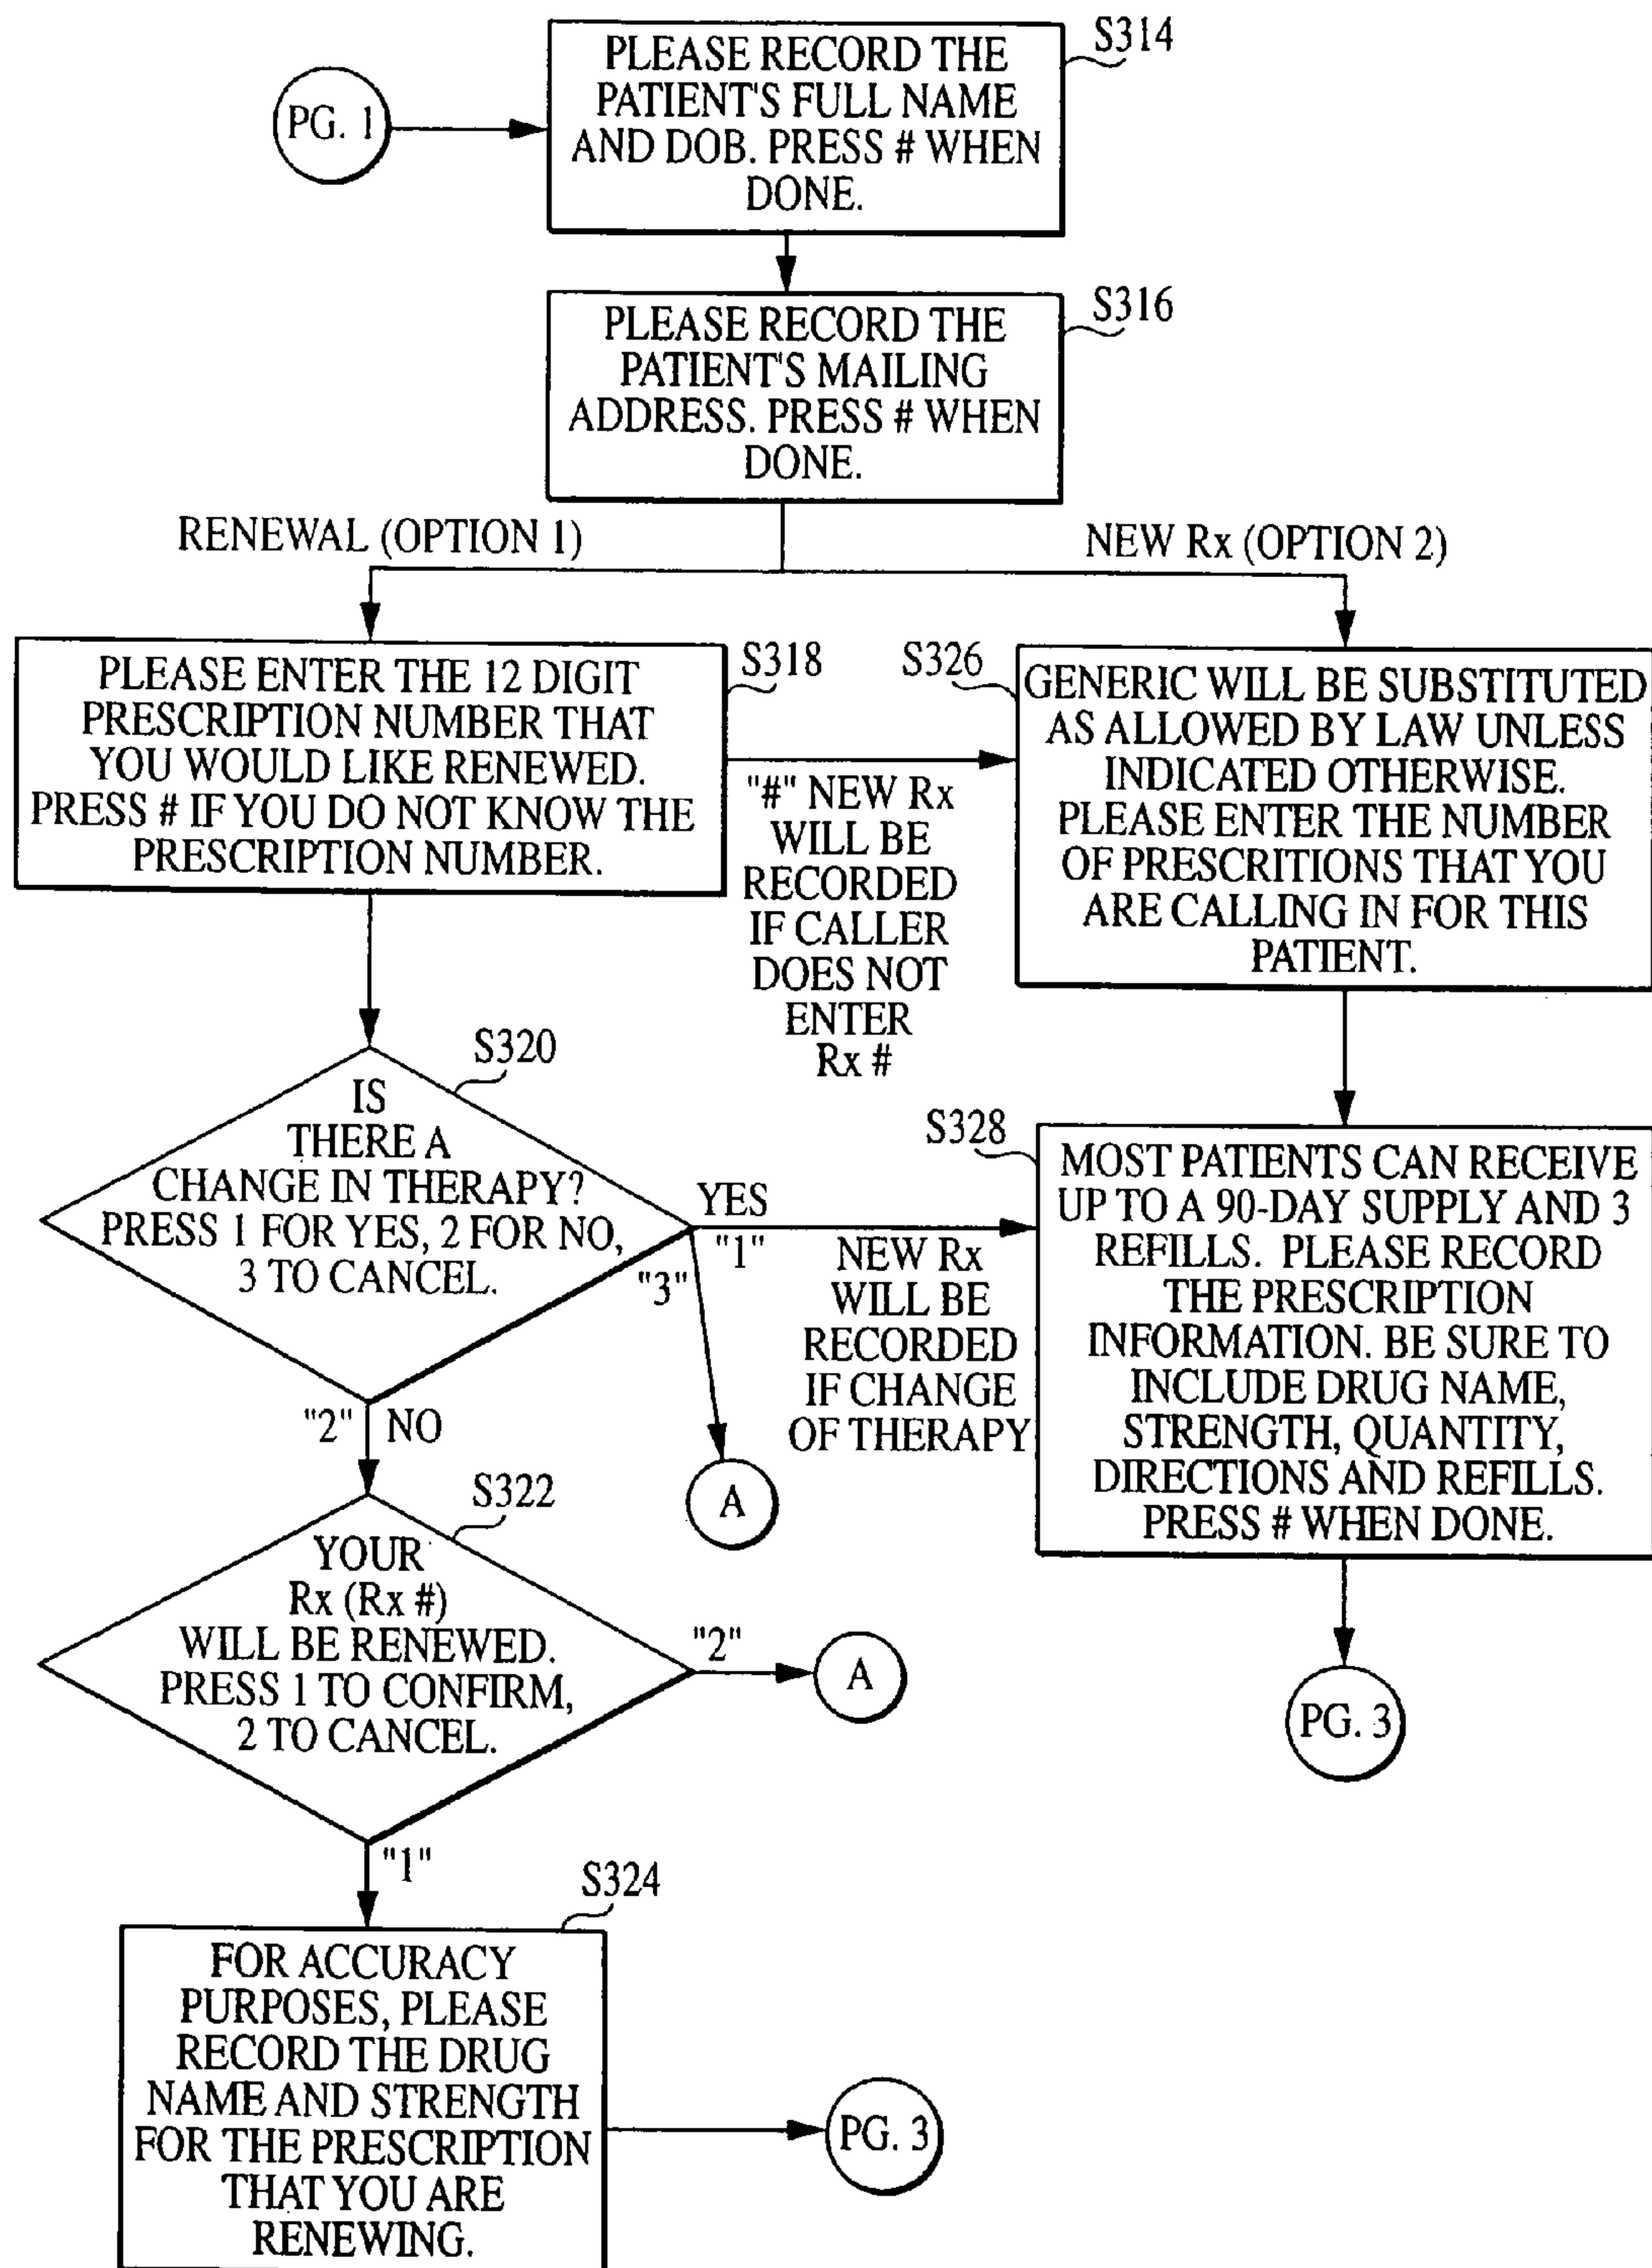 PG. 1
S314
PLEASE RECORD THE
PATIENT'S FULL NAME
AND DOB. PRESS # WHEN
DONE.
S316
PLEASE RECORD THE
PATIENT'S MAILING
ADDRESS. PRESS # WHEN
DONE.
RENEWAL (OPTION 1)
NEW Rx (OPTION 2)
S318
PLEASE ENTER THE 12 DIGIT
PRESCRIPTION NUMBER THAT
YOU WOULD LIKE RENEWED.
PRESS # IF YOU DO NOT KNOW THE
PRESCRIPTION NUMBER.
"#" NEW Rx
WILL BE
RECORDED
IF CALLER
DOES NOT
ENTER
Rx #
S326
GENERIC WILL BE SUBSTITUTED
AS ALLOWED BY LAW UNLESS
INDICATED OTHERWISE.
PLEASE ENTER THE NUMBER
OF PRESCRITIONS THAT YOU
ARE CALLING IN FOR THIS
PATIENT.
S320
IS
THERE A
CHANGE IN THERAPY?
PRESS 1 FOR YES, 2 FOR NO,
3 TO CANCEL.
YES
"1"
"3"
NEW Rx
WILL BE
RECORDED
IF CHANGE
OF THERAPY
A
"2" NO
S328
MOST PATIENTS CAN RECEIVE
UP TO A 90-DAY SUPPLY AND 3
REFILLS. PLEASE RECORD
THE PRESCRIPTION
INFORMATION. BE SURE TO
INCLUDE DRUG NAME,
STRENGTH, QUANTITY,
DIRECTIONS AND REFILLS.
PRESS # WHEN DONE.
PG. 3
S322
YOUR
Rx (Rx #)
WILL BE RENEWED.
PRESS 1 TO CONFIRM,
2 TO CANCEL.
"2"
A
"1"
S324
FOR ACCURACY
PURPOSES, PLEASE
RECORD THE DRUG
NAME AND STRENGTH
FOR THE PRESCRIPTION
THAT YOU ARE
RENEWING.
PG. 3